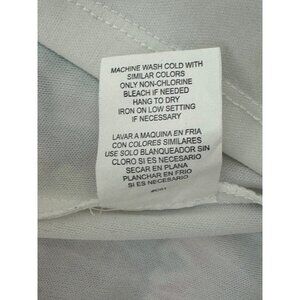 MACHINE WASH COLD WITH
SIMILAR COLORS
ONLY NON-CHLORINE
BLEACH IF NEEDED
HANG TO DRY
IRON ON LOW SETTING
IF NECESSARY
LAVAR A MAQUINA EN FRIA
CON COLORES SIMILARES
USE SOLO BLANQUEADOR SIN
CLORO SI ES NECESARIO
SECAR EN PLANA
PLANCHAR EN FRIO
SI ES NECESARIO